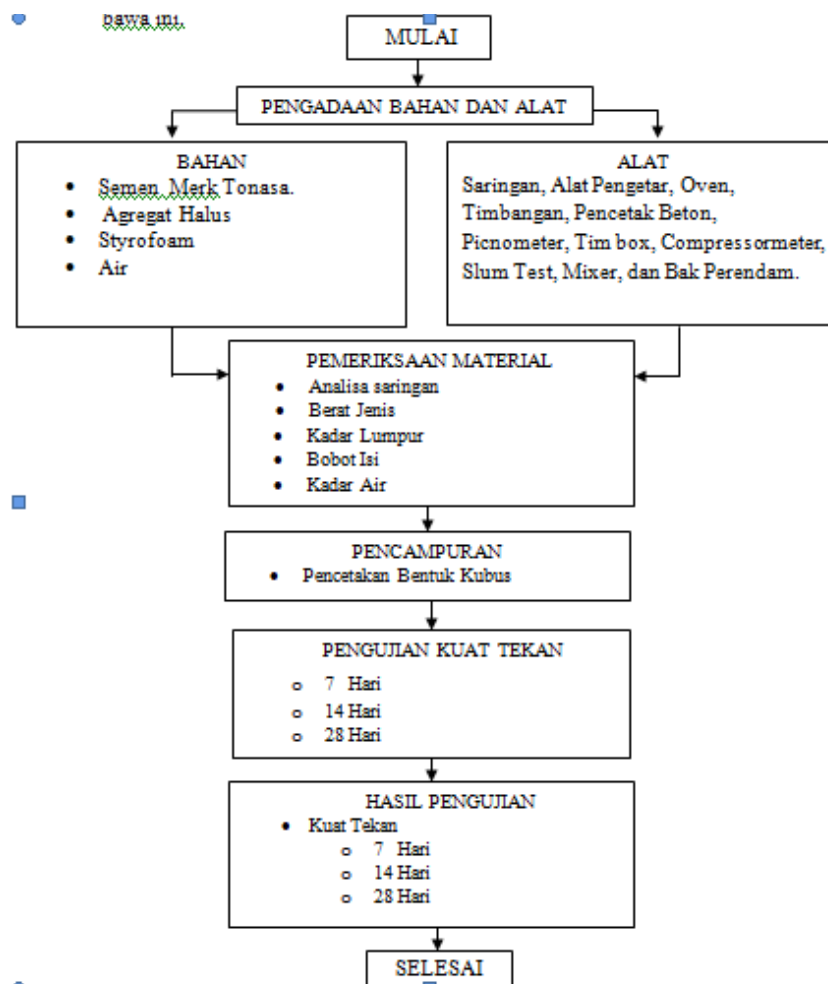 bawa ini.
MULAI
PENGADAAN BAHAN DAN ALAT
BAHAN
• Semen Merk Tonasa.
• Agregat Halus
• Styrofoam
• Air
ALAT
Saringan, Alat Pengetar, Oven,
Timbangan, Pencetak Beton,
Picnometer, Tim box, Compressormeter,
Slum Test, Mixer, dan Bak Perendam.
PEMERIKSAAN MATERIAL
• Analisa saringan
• Berat Jenis
• Kadar Lumpur
• Bobot Isi
• Kadar Air
PENCAMPURAN
• Pencetakan Bentuk Kubus
PENGUJIAN KUAT TEKAN
o 7 Hari
o 14 Hari
o 28 Hari
HASIL PENGUJIAN
• Kuat Tekan
o 7 Hari
o 14 Hari
o 28 Hari
SELESAI